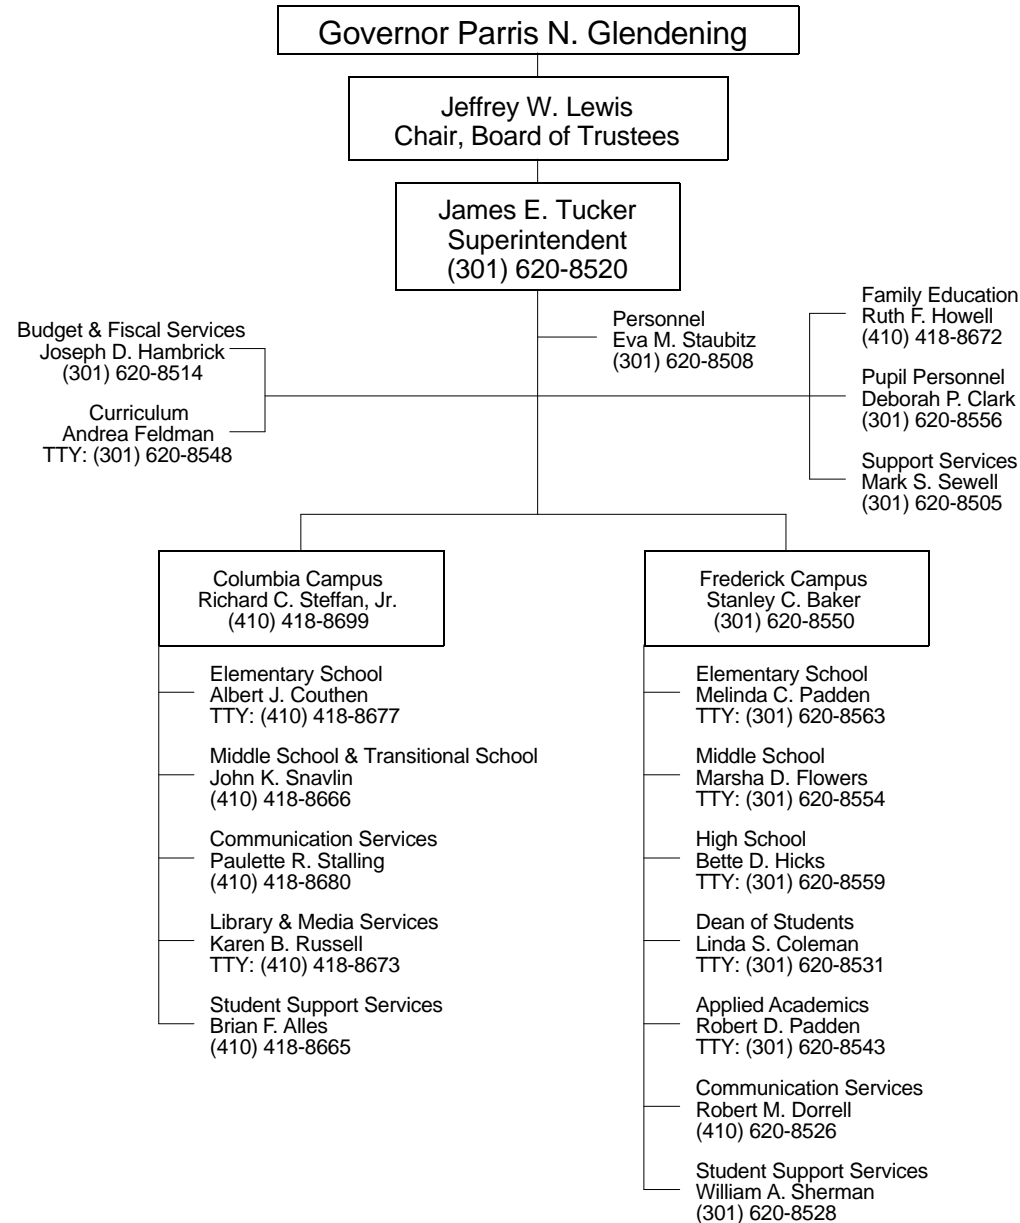 Governor Parris N. Glendening
Jeffrey W. Lewis
Chair, Board of Trustees
James E. Tucker
Superintendent
(301) 620-8520
Budget & Fiscal Services
Joseph D. Hambrick
(301) 620-8514
Curriculum
Andrea Feldman
TTY: (301) 620-8548
Personnel
Eva M. Staubitz
(301) 620-8508
Family Education
Ruth F. Howell
(410) 418-8672
Pupil Personnel
Deborah P. Clark
(301) 620-8556
Support Services
Mark S. Sewell
(301) 620-8505
Columbia Campus
Richard C. Steffan, Jr.
(410) 418-8699
Elementary School
Albert J. Couthen
TTY: (410) 418-8677
Middle School & Transitional School
John K. Snavlin
(410) 418-8666
Communication Services
Paulette R. Stalling
(410) 418-8680
Library & Media Services
Karen B. Russell
TTY: (410) 418-8673
Student Support Services
Brian F. Alles
(410) 418-8665
Frederick Campus
Stanley C. Baker
(301) 620-8550
Elementary School
Melinda C. Padden
TTY: (301) 620-8563
Middle School
Marsha D. Flowers
TTY: (301) 620-8554
High School
Bette D. Hicks
TTY: (301) 620-8559
Dean of Students
Linda S. Coleman
TTY: (301) 620-8531
Applied Academics
Robert D. Padden
TTY: (301) 620-8543
Communication Services
Robert M. Dorrell
(410) 620-8526
Student Support Services
William A. Sherman
(301) 620-8528